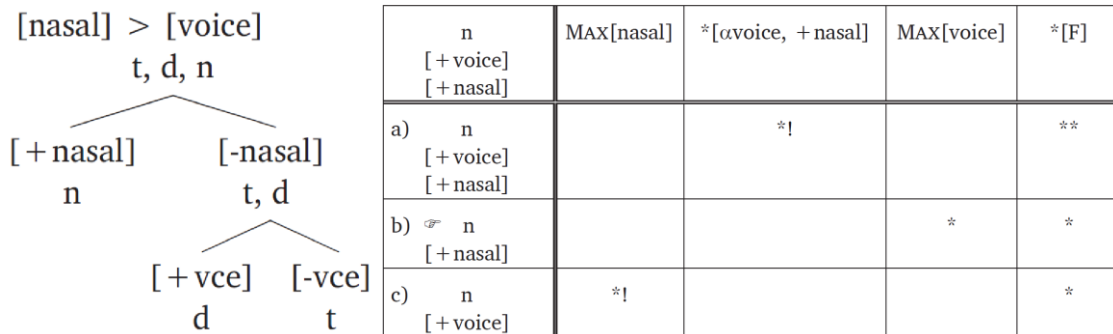 [nasal] > [voice]
t, d, n
[+nasal] [-nasal]
n t, d
[+vce] [-vce]
d t
n MAX[nasal] *[αvoice, +nasal] MAX[voice] *[F]
[+voice]
[+nasal]
a) n *! **
[+voice]
[+nasal]
b) ☞ n * *
[+nasal]
c) n *! *
[+voice]